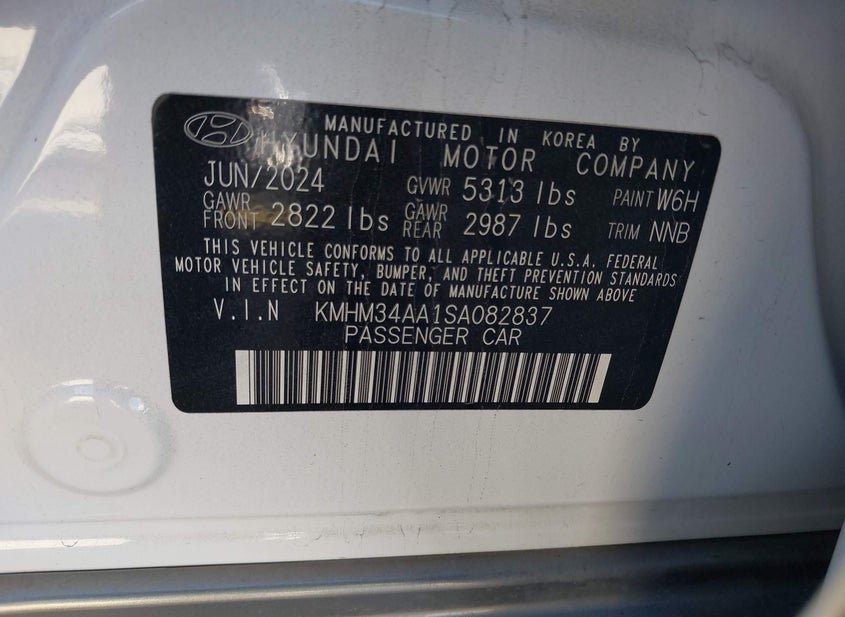 MANUFACTURED IN KOREA BY
HYUNDAI MOTOR COMPANY
JUN/2024 GVWR 5313 lbs PAINT W6H
GAWR FRONT 2822 lbs GAWR REAR 2987 lbs TRIM NNB
THIS VEHICLE CONFORMS TO ALL APPLICABLE U.S.A. FEDERAL
MOTOR VEHICLE SAFETY, BUMPER, AND THEFT PREVENTION STANDARDS
IN EFFECT ON THE DATE OF MANUFACTURE SHOWN ABOVE
V.I.N KMHM34AA1SA082837
PASSENGER CAR